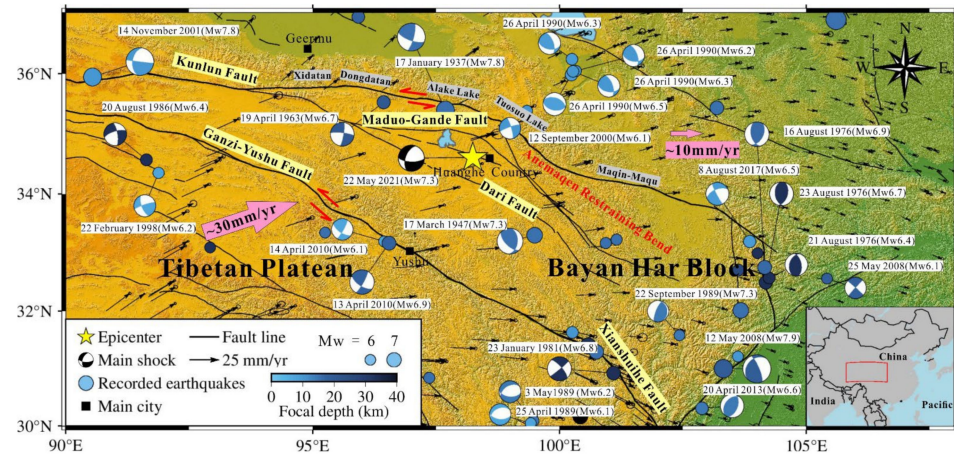 14 November 2001(Mw7.8)
Geermu
26 April 1990(Mw6.3)
26 April 1990(Mw6.2)
N
W
E
S
36°N
Kunlun Fault
Xidatan
Dongdatan
17 January 1937(Mw7.8)
Alake Lake
26 April 1990(Mw6.3)
20 August 1986(Mw6.4)
19 April 1963(Mw6.7)
Maduo-Gande Fault
Tuosuo Lake
26 April 1990(Mw6.5)
12 September 2000(Mw6.1)
~10mm/yr
16 August 1976(Mw6.9)
Ganzi-Yushu Fault
Huanghe Country
Anemaqen Restraining Bend
Maqin-Maqu
8 August 2017(Mw6.5)
34°N
22 May 2021(Mw7.3)
Dari Fault
23 August 1976(Mw6.7)
~30mm/yr
22 February 1998(Mw6.2)
17 March 1947(Mw7.3)
21 August 1976(Mw6.4)
14 April 2010(Mw6.1)
Yushu
Tibetan Platean
Bayan Har Block
25 May 2008(Mw6.1)
32°N
13 April 2010(Mw6.9)
22 September 1989(Mw7.3)
Epicenter
Fault line
Mw = 6 7
Main shock
25 mm/yr
Recorded earthquakes
Main city
0 10 20 30 40
Focal depth (km)
23 January 1981(Mw6.8)
Xianshuihe Fault
12 May 2008(Mw7.9)
3 May1989(Mw6.2)
20 April 2013(Mw6.6)
25 April 1989(Mw6.1)
China
India
Pacific
30°N
90°E
95°E
100°E
105°E